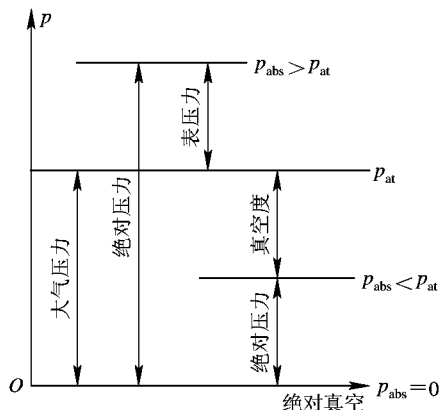 p
p_abs>p_at
表压力
p_at
大气压力
绝对压力
真空度
p_abs<p_at
绝对压力
O
p_abs=0
绝对真空